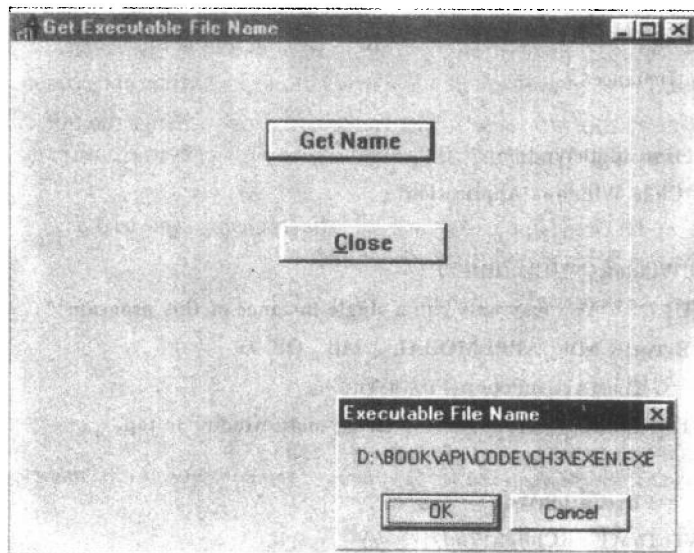 Get Executable File Name
Get Name
Close
Executable File Name
D:\BOOK\API\CODE\CH3\EXEN.EXE
OK
Cancel